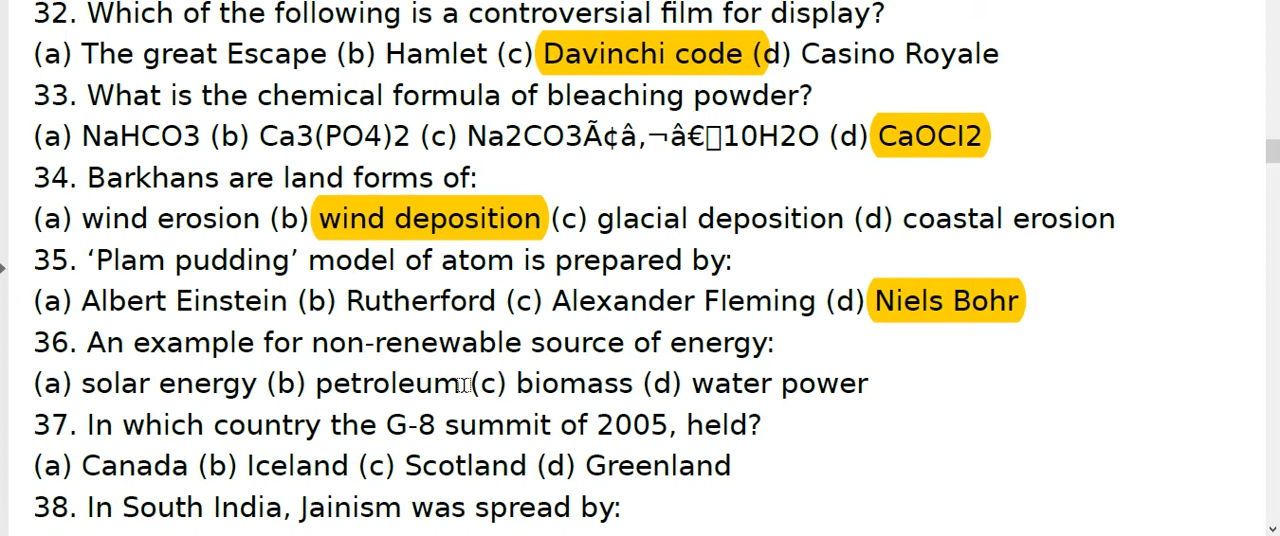 32. Which of the following is a controversial film for display?
(a) The great Escape (b) Hamlet (c) Davinchi code (d) Casino Royale
33. What is the chemical formula of bleaching powder?
(a) NaHCO3 (b) Ca3(PO4)2 (c) Na2CO3Ã¢â‚¬â€10H2O (d) CaOCl2
34. Barkhans are land forms of:
(a) wind erosion (b) wind deposition (c) glacial deposition (d) coastal erosion
35. ‘Plam pudding’ model of atom is prepared by:
(a) Albert Einstein (b) Rutherford (c) Alexander Fleming (d) Niels Bohr
36. An example for non-renewable source of energy:
(a) solar energy (b) petroleum (c) biomass (d) water power
37. In which country the G-8 summit of 2005, held?
(a) Canada (b) Iceland (c) Scotland (d) Greenland
38. In South India, Jainism was spread by: